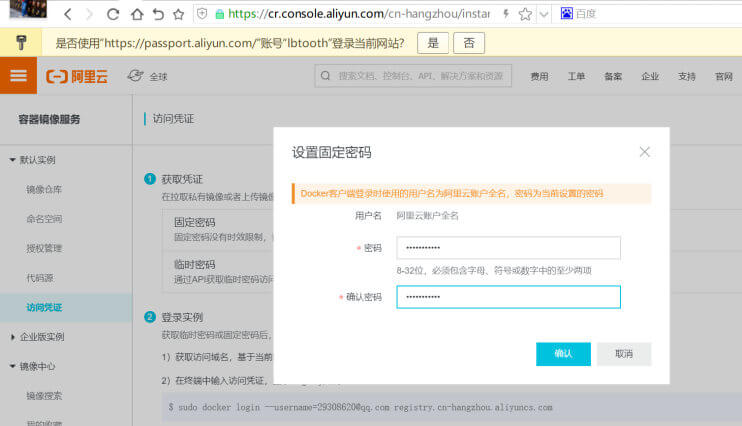 https://cr.console.aliyun.com/cn-hangzhou/instar
百度
是否使用"https://passport.aliyun.com/"账号"lbtooth"登录当前网站?
是
否
阿里云
全球
搜索文档、控制台、API、解决方案和资源
费用
工单
备案
企业
支持
官网
容器镜像服务
访问凭证
默认实例
镜像仓库
命名空间
授权管理
代码源
访问凭证
企业版实例
镜像中心
镜像搜索
我的收藏
1 获取凭证
在拉取私有镜像或者上传镜像
固定密码
固定密码没有时效限制,
临时密码
通过API获取临时密码访问
2 登录实例
获取临时密码或固定密码后,
1)获取访问域名,基于当前
2)在终端中输入访问凭证,
$ sudo docker login --username=29308620@qq.com registry.cn-hangzhou.aliyuncs.com
设置固定密码
Docker客户端登录时使用的用户名为阿里云账户全名,密码为当前设置的密码
用户名 阿里云账户全名
* 密码 •••••••••••
8-32位,必须包含字母、符号或数字中的至少两项
* 确认密码 •••••••••••
确认
取消